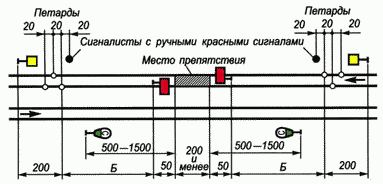 Петарды
Петарды
20 20 20
20 20 20
Сигналисты с ручными красными сигналами
Место препятствия
500–1500
200
и
менее
500–1500
200
Б
50
50
Б
200